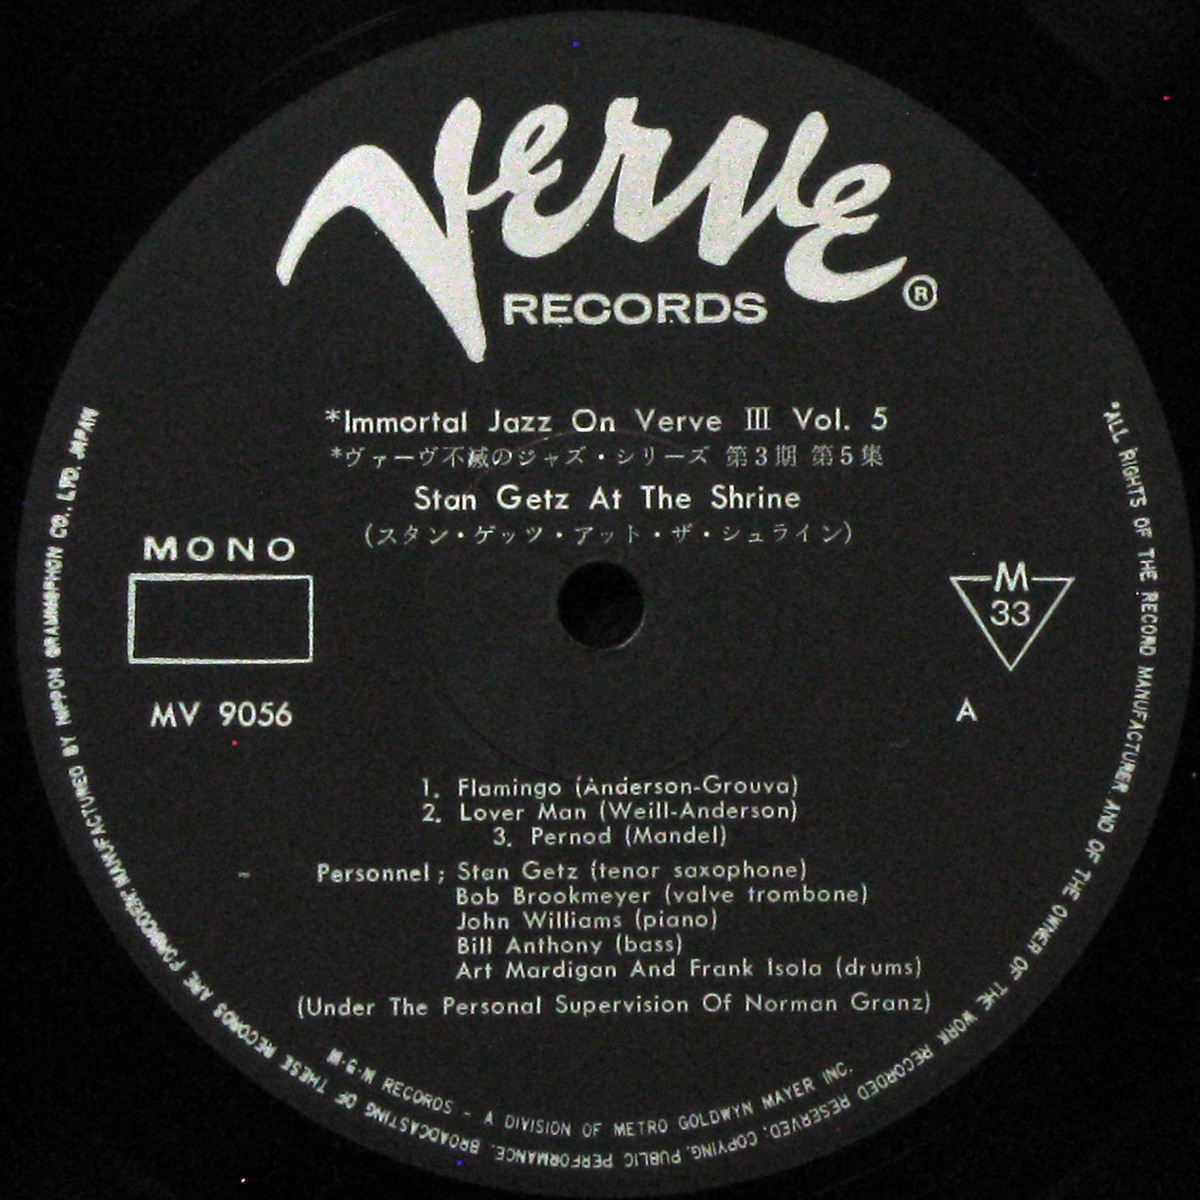 Verve
RECORDS ®
*Immortal Jazz On Verve III Vol. 5
*ヴァーヴ不滅のジャズ・シリーズ 第3期 第5集
Stan Getz At The Shrine
(スタン・ゲッツ・アット・ザ・シュライン)
MONO
MV 9056
M
33
A
1. Flamingo (Anderson-Grouva)
2. Lover Man (Weill-Anderson)
3. Pernod (Mandel)
Personnel ; Stan Getz (tenor saxophone)
Bob Brookmeyer (valve trombone)
John Williams (piano)
Bill Anthony (bass)
Art Mardigan And Frank Isola (drums)
(Under The Personal Supervision Of Norman Granz)
M·G·M RECORDS - A DIVISION OF METRO GOLDWYN MAYER INC.
"ALL RIGHTS OF THE RECORD MANUFACTURER AND OF THE OWNER OF THE WORK RECORDED RESERVED; COPYING, PUBLIC PERFORMANCE, BROADCASTING OF THESE RECORDS ARE FORBIDDEN" MANUFACTURED BY NIPPON GRAMMOPHON CO., LTD. JAPAN